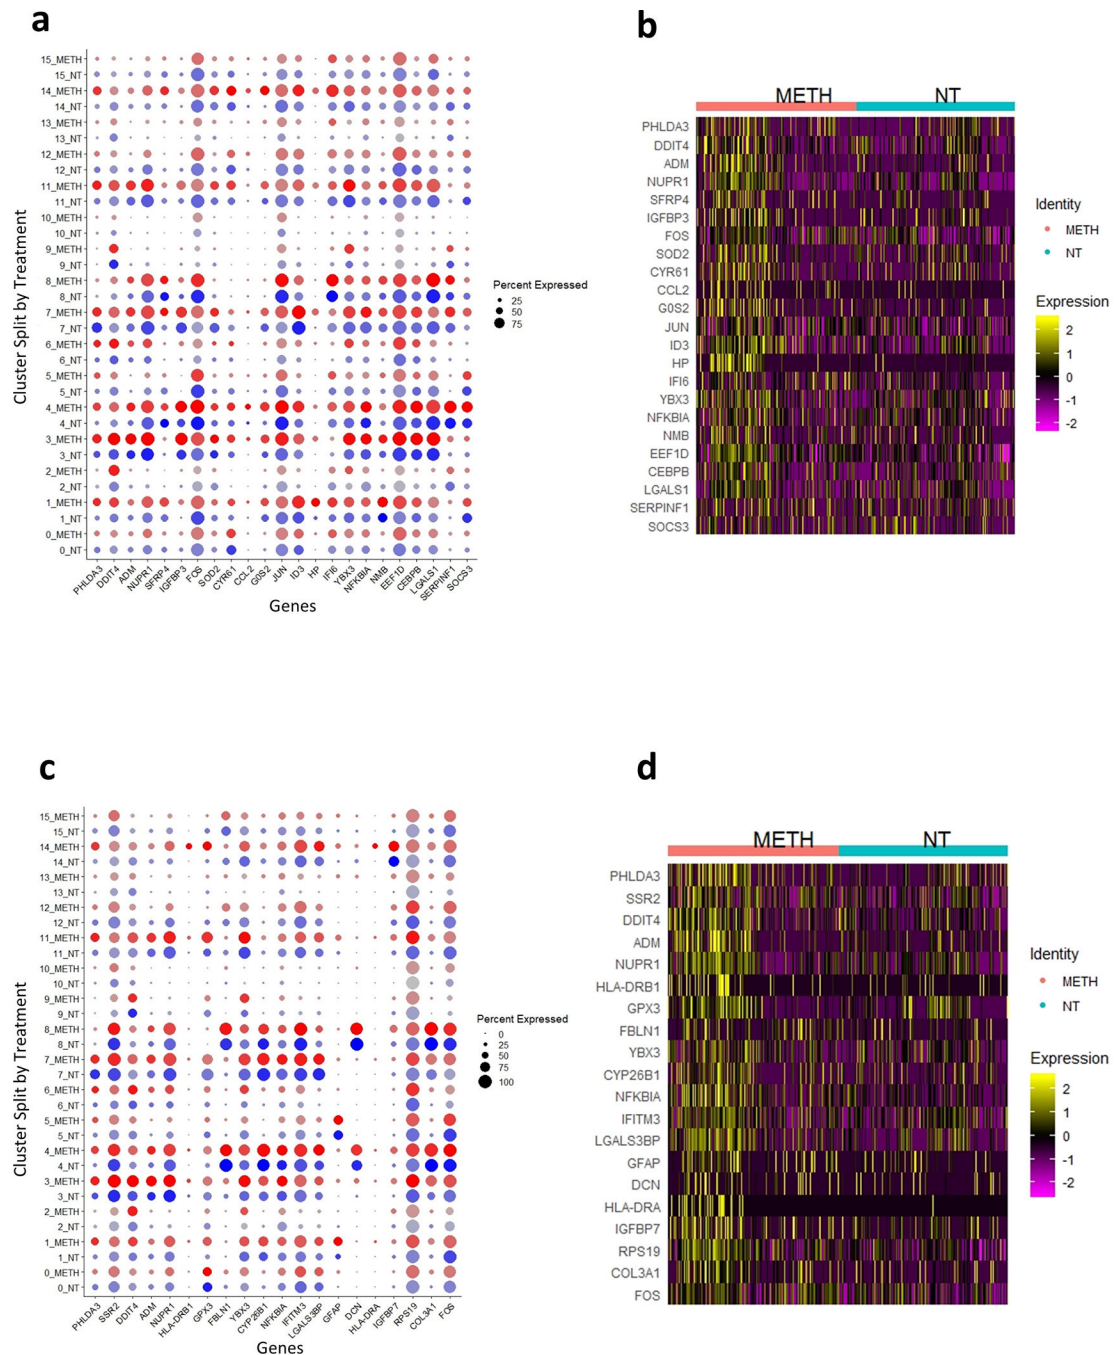 a
15_METH
15_NT
14_METH
14_NT
13_METH
13_NT
12_METH
12_NT
11_METH
11_NT
10_METH
10_NT
9_METH
9_NT
8_METH
8_NT
7_METH
7_NT
6_METH
6_NT
5_METH
5_NT
4_METH
4_NT
3_METH
3_NT
2_METH
2_NT
1_METH
1_NT
0_METH
0_NT
Cluster Split by Treatment
PHLDA3 DDIT4 ADM NUPR1 SFRP4 IGFBP3 FOS SOD2 CYR61 CCL2 G0S2 JUN ID3 HP IFI6 YBX3 NFKBIA NMB EEF1D CEBPB LGALS1 SERPINF1 SOCS3
Genes
Percent Expressed
25
50
75
b
METH NT
PHLDA3
DDIT4
ADM
NUPR1
SFRP4
IGFBP3
FOS
SOD2
CYR61
CCL2
G0S2
JUN
ID3
HP
IFI6
YBX3
NFKBIA
NMB
EEF1D
CEBPB
LGALS1
SERPINF1
SOCS3
Identity
METH
NT
Expression
2
1
0
-1
-2
c
15_METH
15_NT
14_METH
14_NT
13_METH
13_NT
12_METH
12_NT
11_METH
11_NT
10_METH
10_NT
9_METH
9_NT
8_METH
8_NT
7_METH
7_NT
6_METH
6_NT
5_METH
5_NT
4_METH
4_NT
3_METH
3_NT
2_METH
2_NT
1_METH
1_NT
0_METH
0_NT
Cluster Split by Treatment
PHLDA3 SSR2 DDIT4 ADM NUPR1 HLA-DRB1 GPX3 FBLN1 YBX3 CYP26B1 NFKBIA IFITM3 LGALS3BP GFAP DCN HLA-DRA IGFBP7 RPS19 COL3A1 FOS
Genes
Percent Expressed
0
25
50
75
100
d
METH NT
PHLDA3
SSR2
DDIT4
ADM
NUPR1
HLA-DRB1
GPX3
FBLN1
YBX3
CYP26B1
NFKBIA
IFITM3
LGALS3BP
GFAP
DCN
HLA-DRA
IGFBP7
RPS19
COL3A1
FOS
Identity
METH
NT
Expression
2
1
0
-1
-2